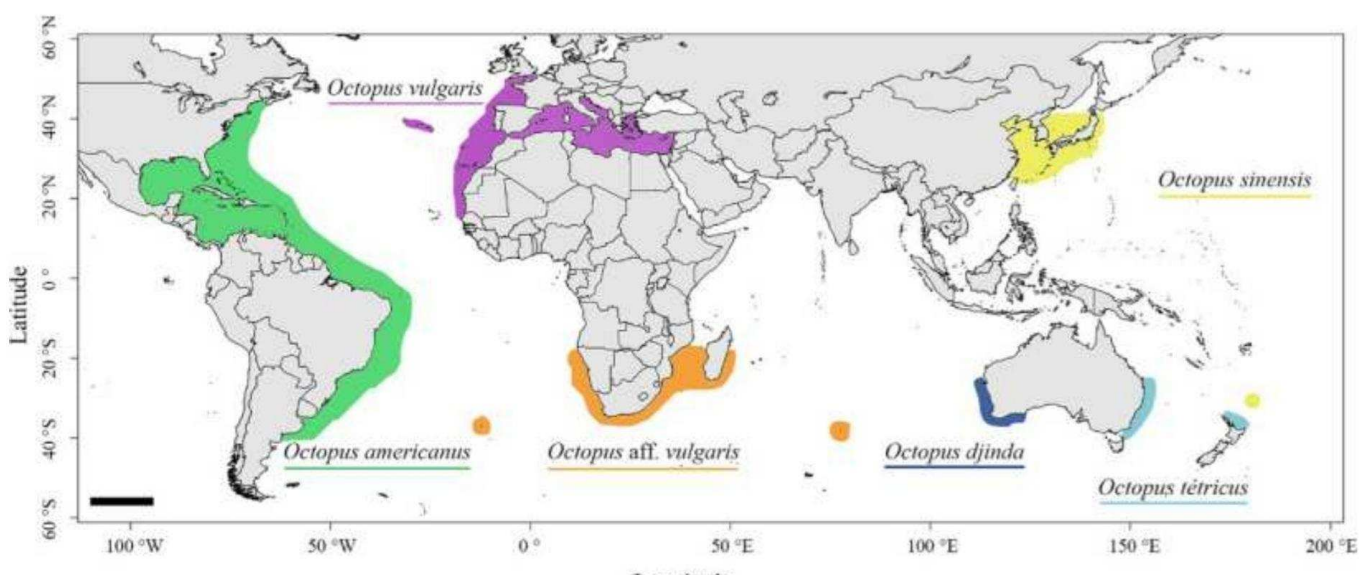 60 °N
40 °N
20 °N
0 °
20 °S
40 °S
60 °S
Latitude
Octopus vulgaris
Octopus sinensis
Octopus americanus
Octopus aff. vulgaris
Octopus djinda
Octopus tétricus
100 °W
50 °W
0 °
50 °E
100 °E
150 °E
200 °E